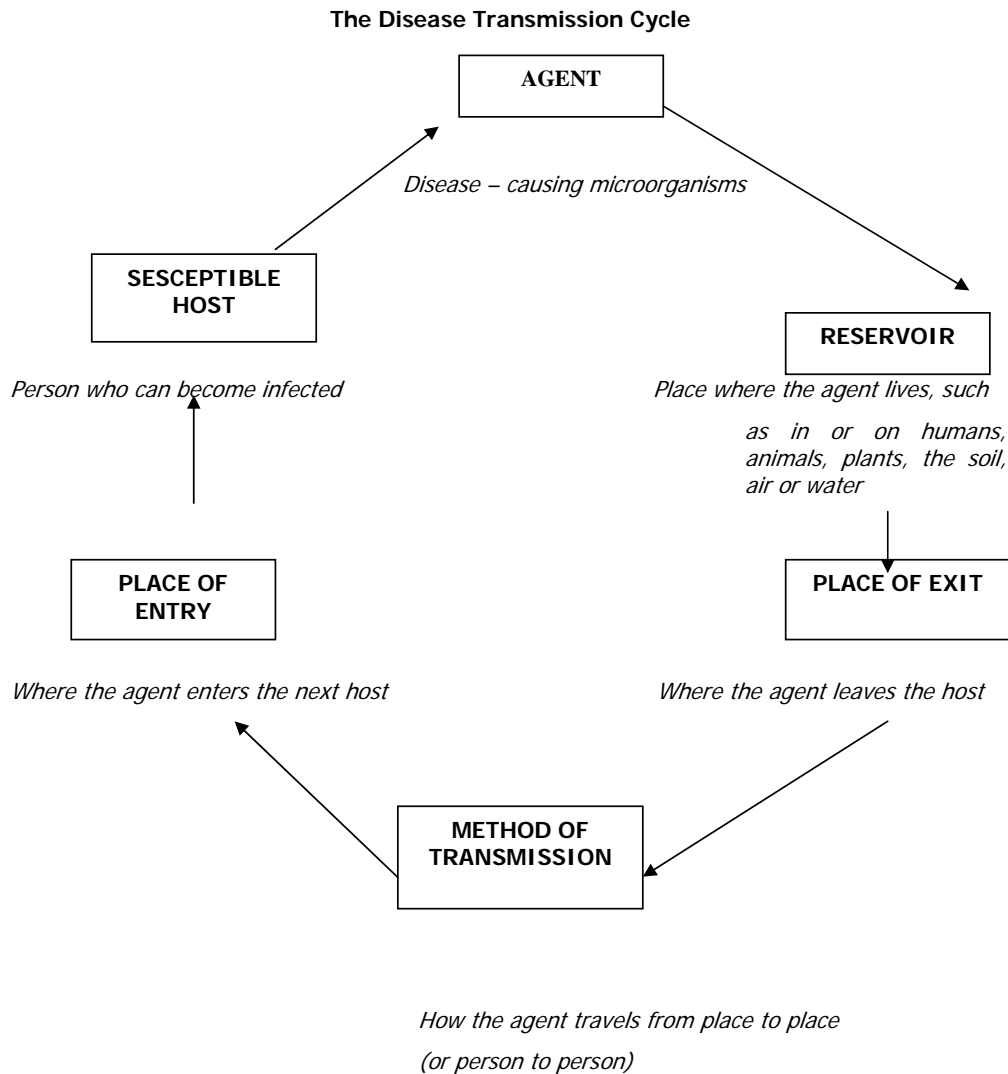 The Disease Transmission Cycle
AGENT
Disease – causing microorganisms
SESCEPTIBLE
HOST
Person who can become infected
RESERVOIR
Place where the agent lives, such
as in or on humans,
animals, plants, the soil,
air or water
PLACE OF
ENTRY
Where the agent enters the next host
PLACE OF EXIT
Where the agent leaves the host
METHOD OF
TRANSMISSION
How the agent travels from place to place
(or person to person)